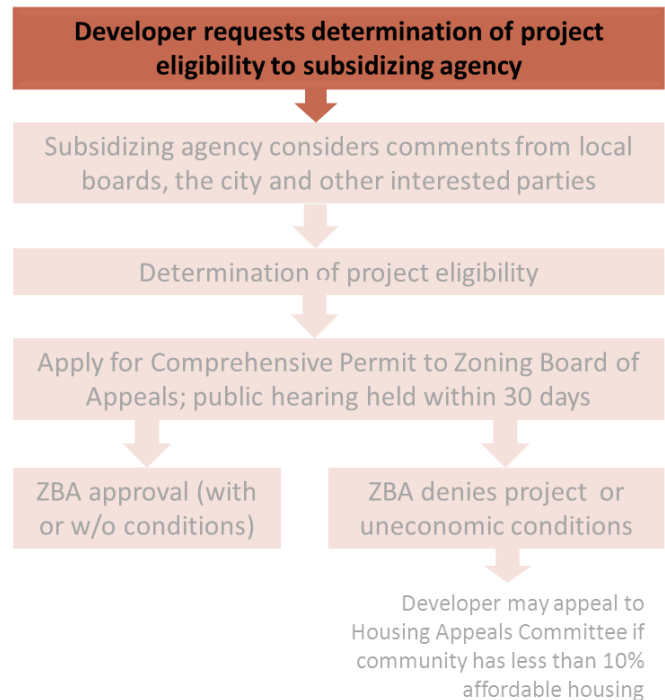 Developer requests determination of project
eligibility to subsidizing agency
Subsidizing agency considers comments from local
boards, the city and other interested parties
Determination of project eligibility
Apply for Comprehensive Permit to Zoning Board of
Appeals; public hearing held within 30 days
ZBA approval (with
or w/o conditions)
ZBA denies project or
uneconomic conditions
Developer may appeal to
Housing Appeals Committee if
community has less than 10%
affordable housing